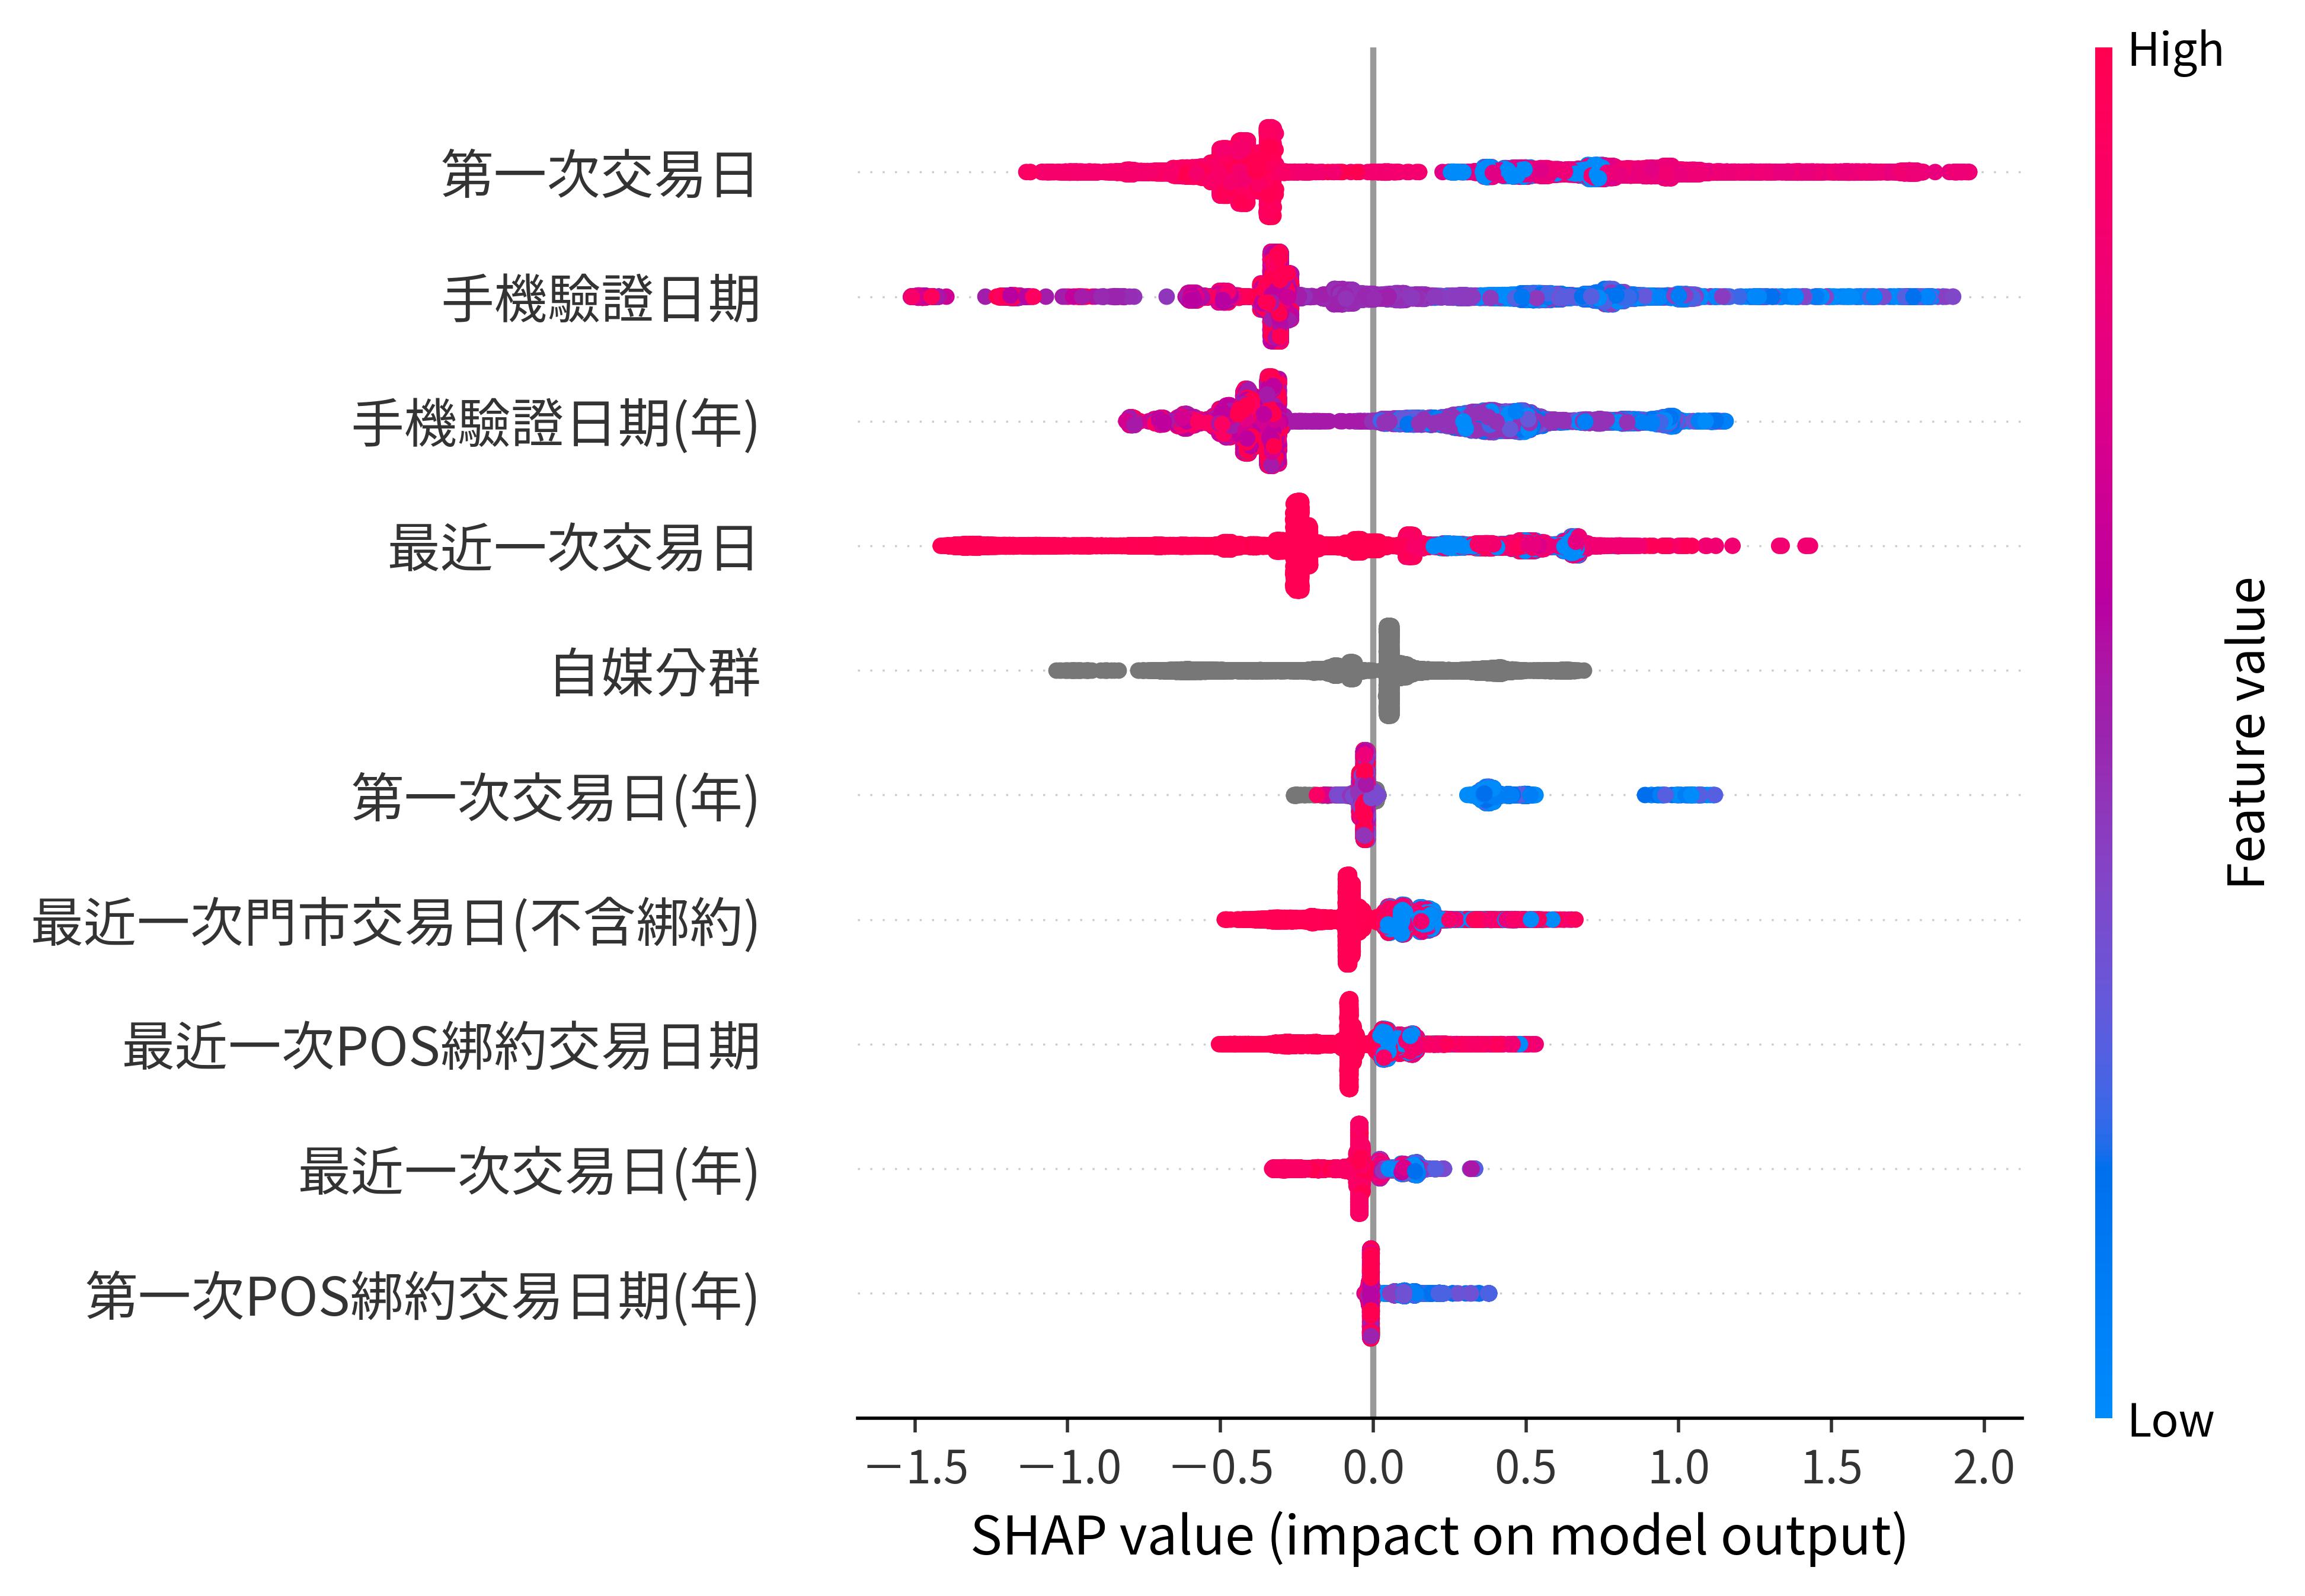 High
第一次交易日
手機驗證日期
手機驗證日期(年)
最近一次交易日
自媒分群
第一次交易日(年)
最近一次門市交易日(不含綁約)
最近一次POS綁約交易日期
最近一次交易日(年)
第一次POS綁約交易日期(年)
Feature value
Low
−1.5 −1.0 −0.5 0.0 0.5 1.0 1.5 2.0
SHAP value (impact on model output)